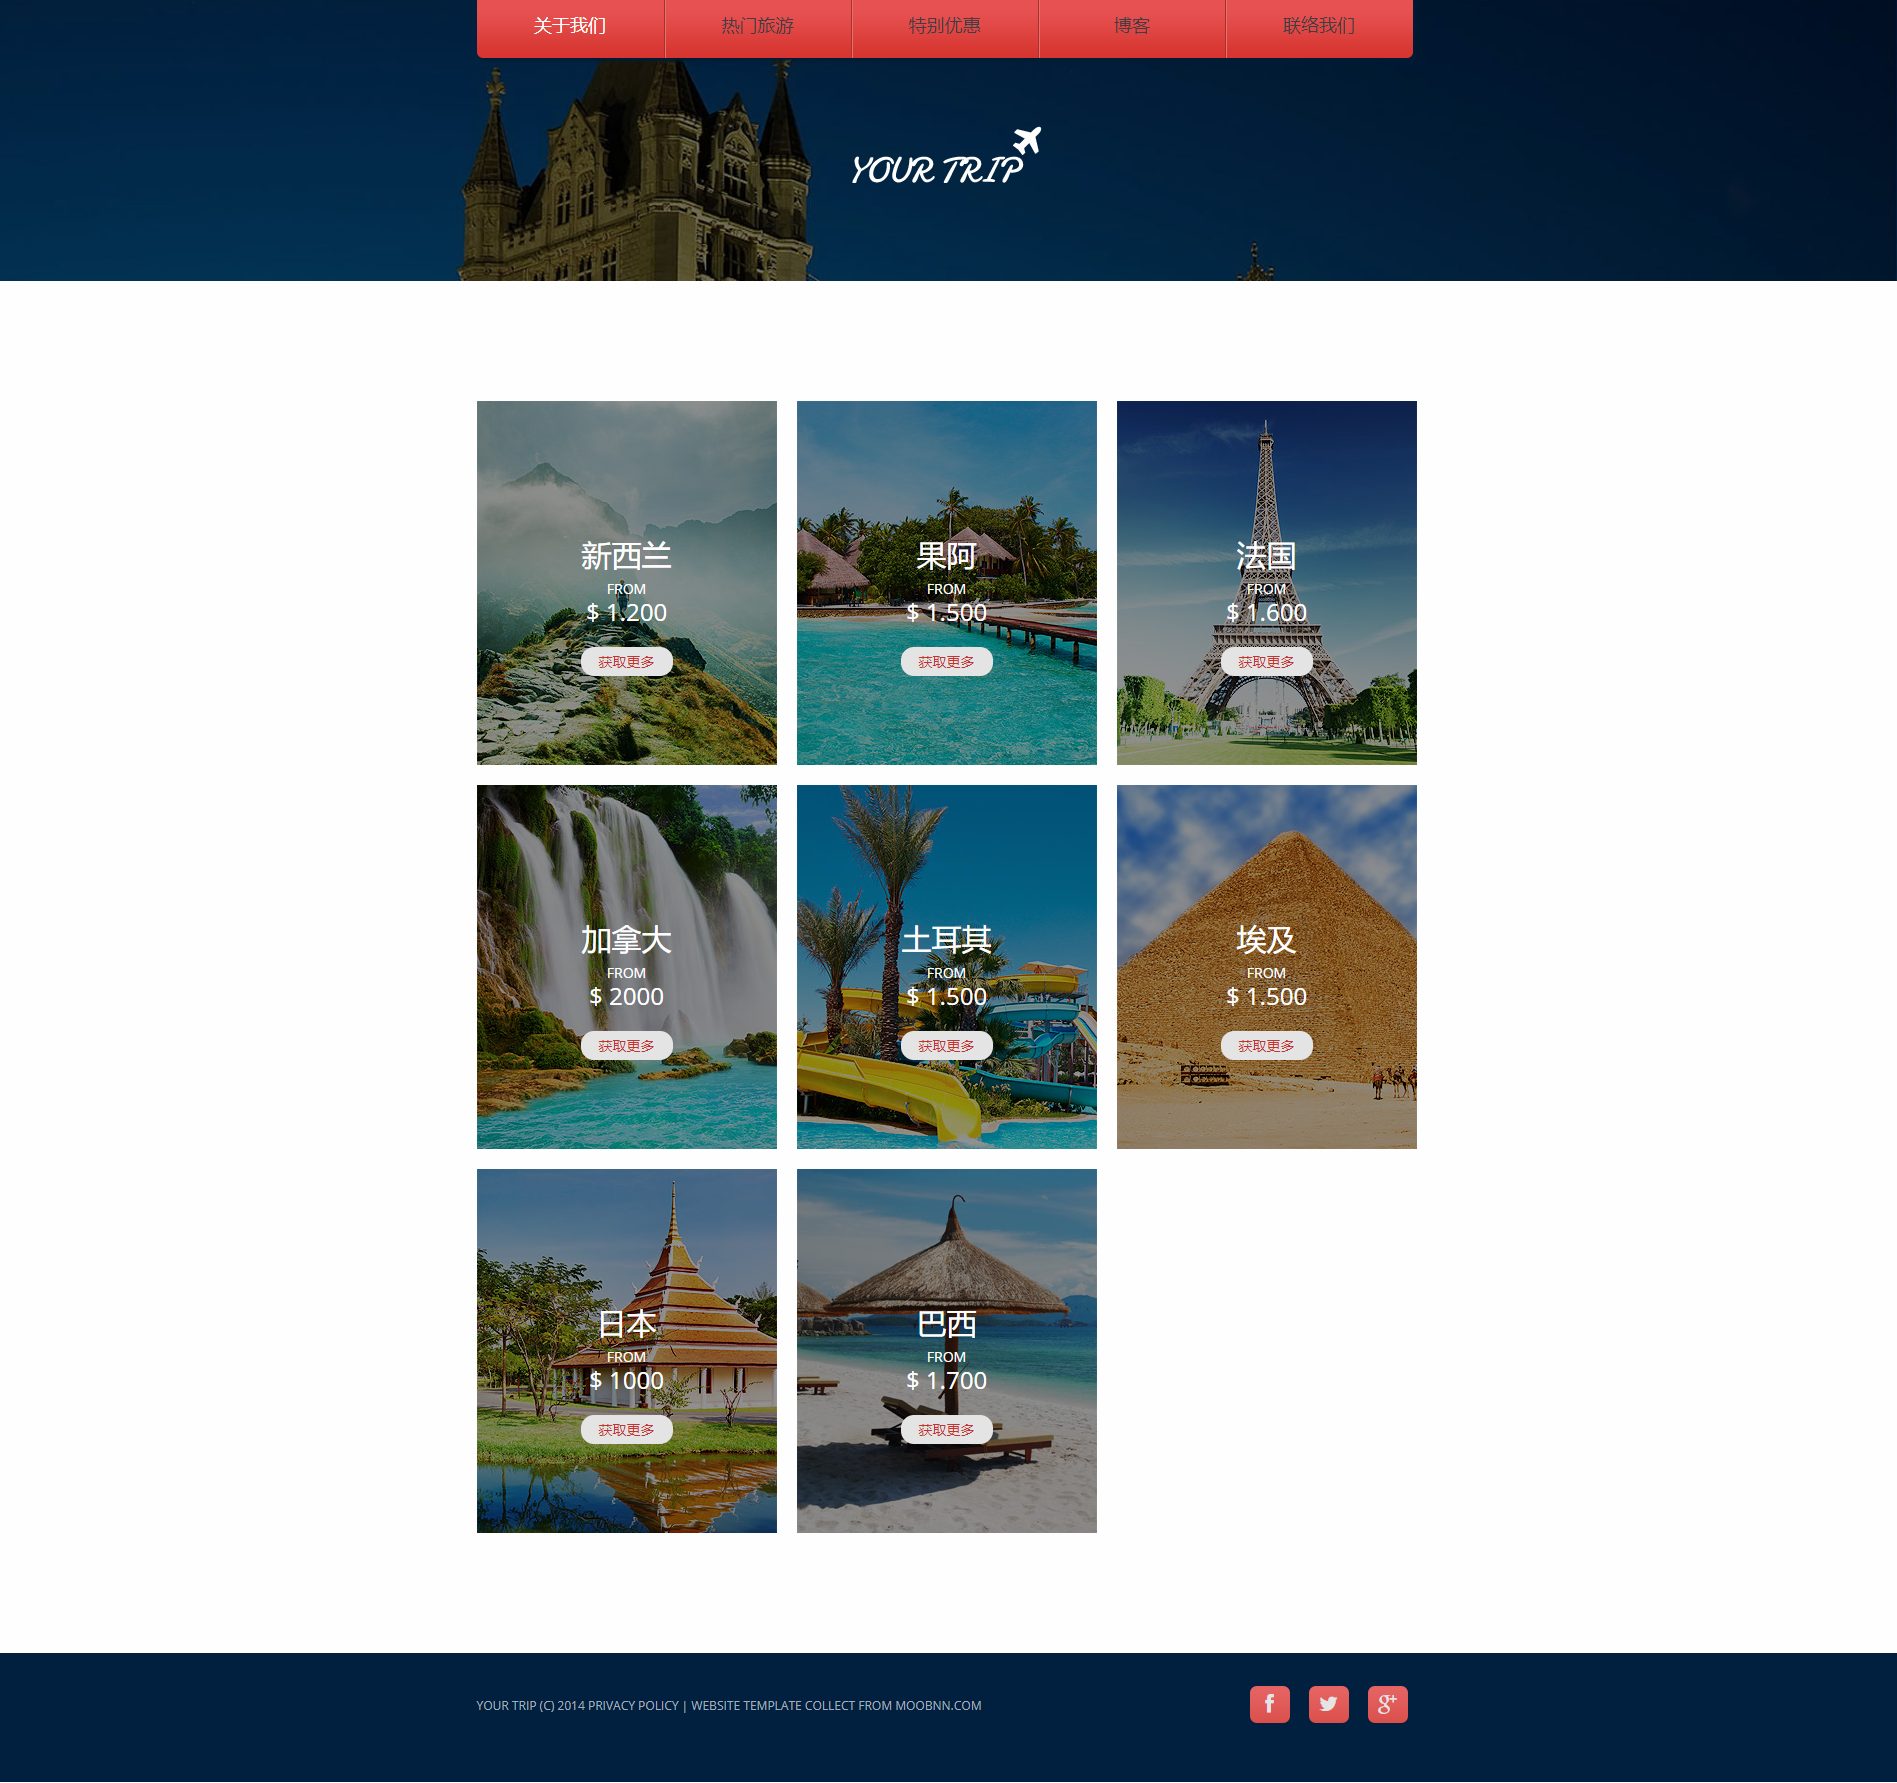 关于我们 热门旅游 特别优惠 博客 联络我们
YOUR TRIP
新西兰
FROM
$ 1.200
获取更多
果阿
FROM
$ 1.500
获取更多
法国
FROM
$ 1.600
获取更多
加拿大
FROM
$ 2000
获取更多
土耳其
FROM
$ 1.500
获取更多
埃及
FROM
$ 1.500
获取更多
日本
FROM
$ 1000
获取更多
巴西
FROM
$ 1.700
获取更多
YOUR TRIP (C) 2014 PRIVACY POLICY | WEBSITE TEMPLATE COLLECT FROM MOOBNN.COM